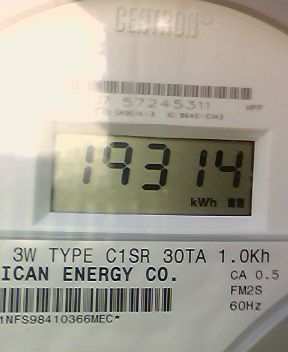 CENTRON®
57245311 HPP
19314
kWh
3W TYPE C1SR 30TA 1.0Kh
ICAN ENERGY CO. CA 0.5
FM2S
60Hz
1NFS98410366MEC*